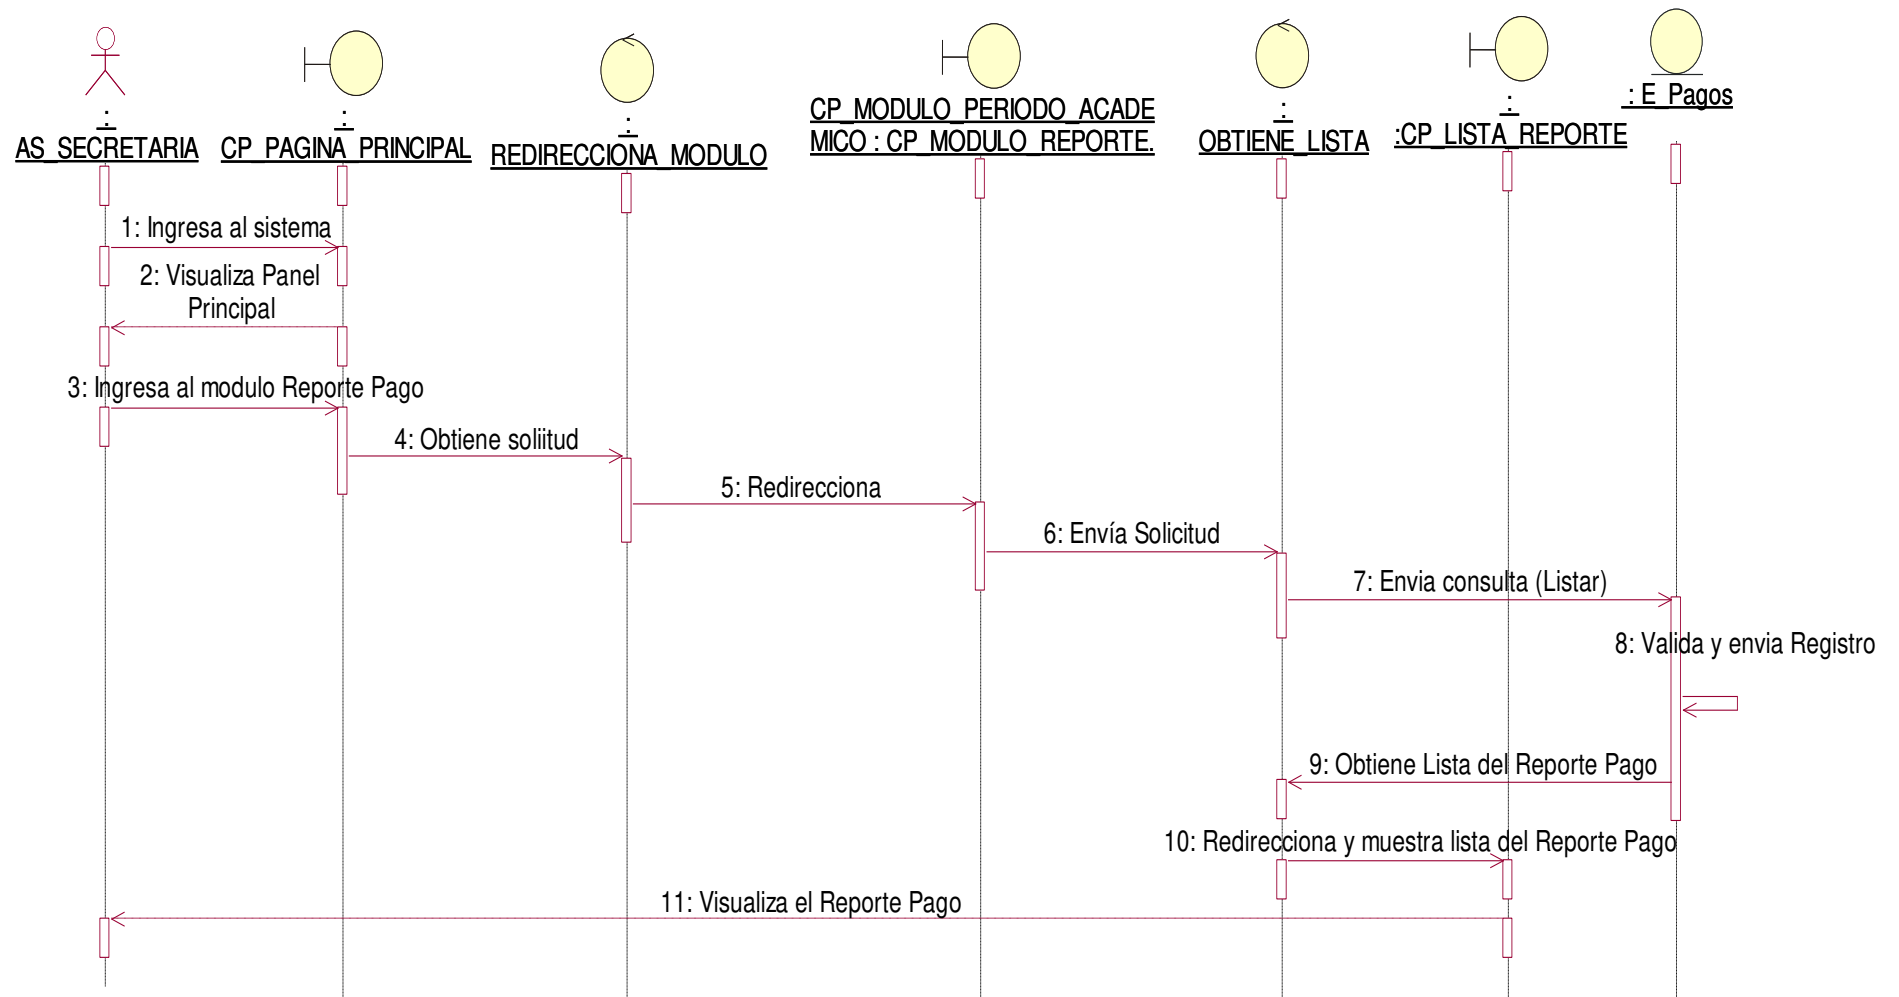 :
AS_SECRETARIA
:
CP_PAGINA_PRINCIPAL
:
REDIRECCIONA_MODULO
CP_MODULO_PERIODO_ACADE
MICO : CP_MODULO_REPORTE.
:
OBTIENE_LISTA
:
:CP_LISTA_REPORTE
: E_Pagos
1: Ingresa al sistema
2: Visualiza Panel
Principal
3: Ingresa al modulo Reporte Pago
4: Obtiene soliitud
5: Redirecciona
6: Envía Solicitud
7: Envia consulta (Listar)
8: Valida y envia Registro
9: Obtiene Lista del Reporte Pago
10: Redirecciona y muestra lista del Reporte Pago
11: Visualiza el Reporte Pago